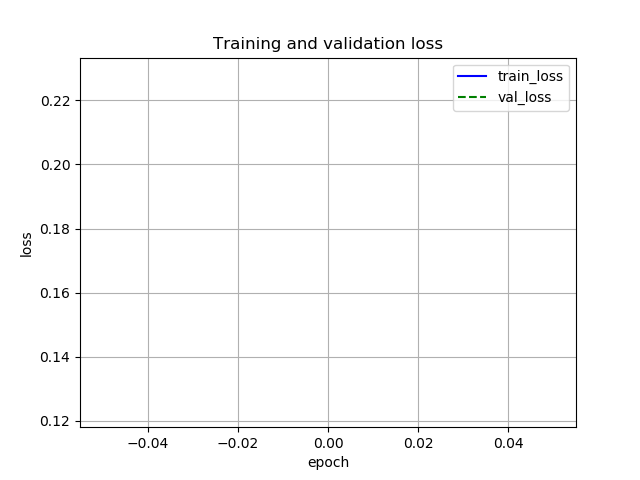 Training and validation loss
train_loss
val_loss
0.22
0.20
0.18
0.16
0.14
0.12
loss
−0.04
−0.02
0.00
0.02
0.04
epoch